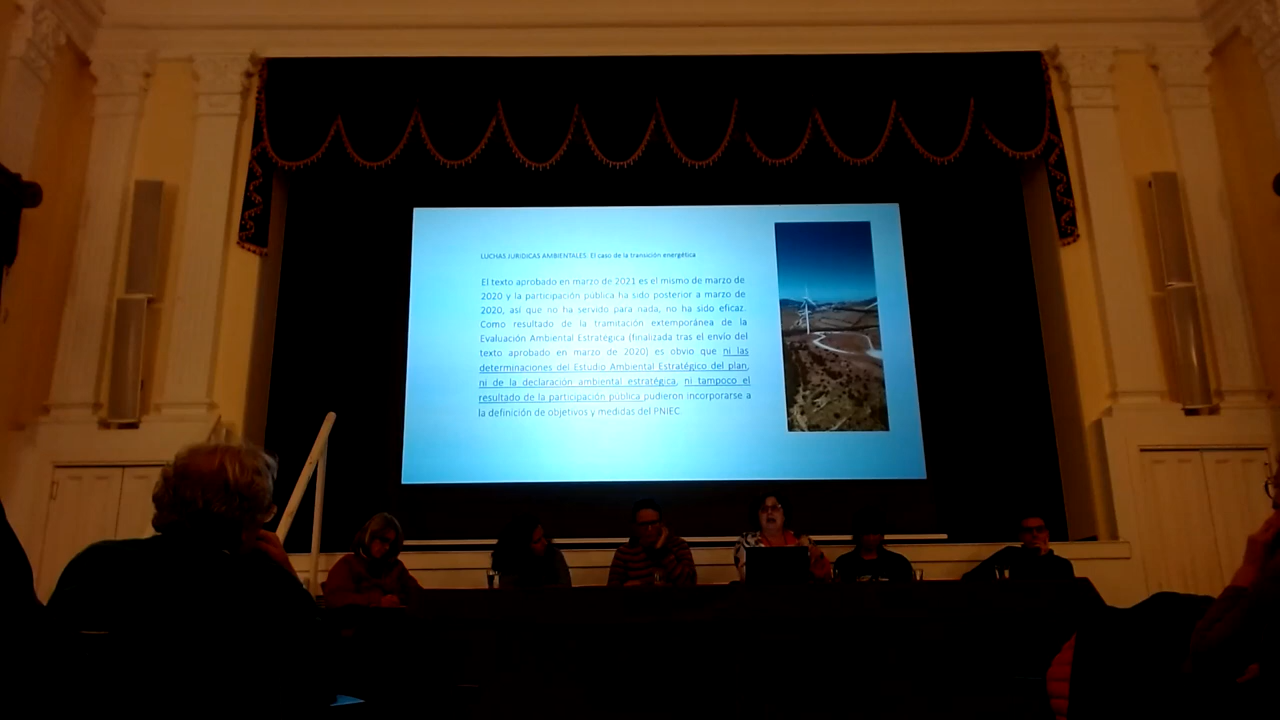 LUCHAS JURIDICAS AMBIENTALES. El caso de la transición energética
El texto aprobado en marzo de 2021 es el mismo de marzo de
2020 y la participación pública ha sido posterior a marzo de
2020, así que no ha servido para nada, no ha sido eficaz.
Como resultado de la tramitación extemporánea de la
Evaluación Ambiental Estratégica (finalizada tras el envío del
texto aprobado en marzo de 2020) es obvio que ni las
determinaciones del Estudio Ambiental Estratégico del plan,
ni de la declaración ambiental estratégica, ni tampoco el
resultado de la participación pública pudieron incorporarse a
la definición de objetivos y medidas del PNIEC.